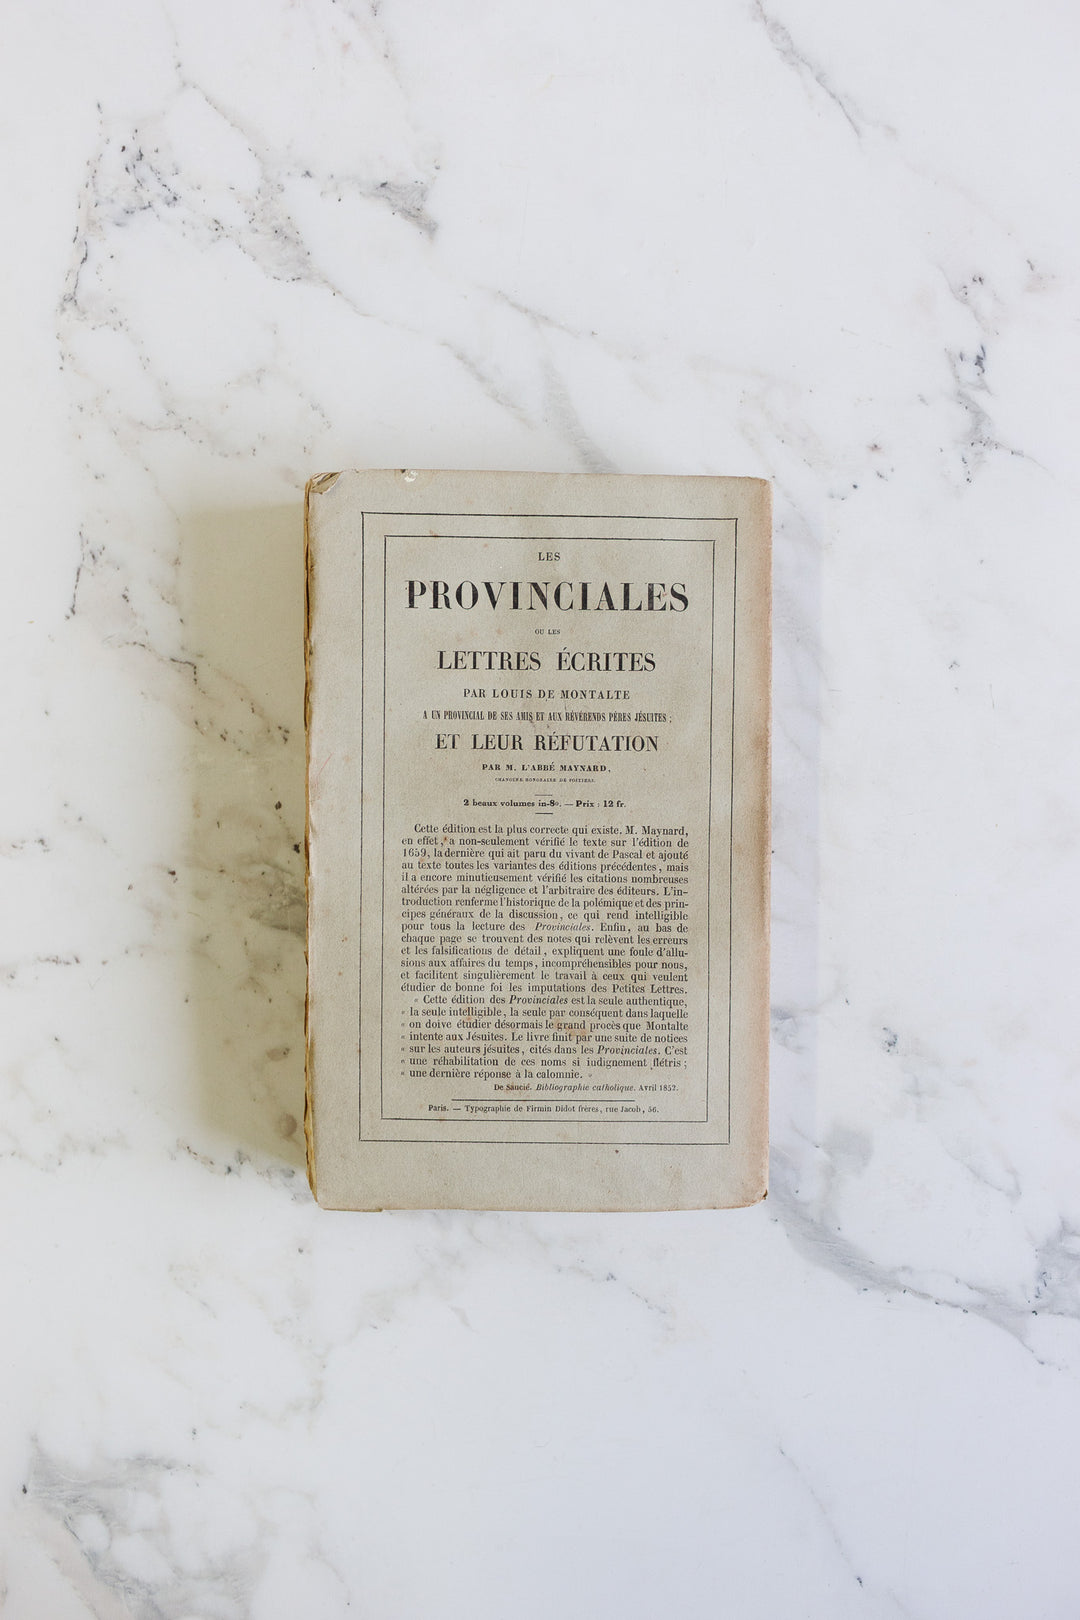 LES
PROVINCIALES
OU LES
LETTRES ÉCRITES
PAR LOUIS DE MONTALTE
A UN PROVINCIAL DE SES AMIS ET AUX RÉVÉRENDS PÈRES JÉSUITES ;
ET LEUR RÉFUTATION
PAR M. L'ABBÉ MAYNARD,
CHANOINE HONORAIRE DE POITIERS.
2 beaux volumes in-8o. — Prix : 12 fr.
Cette édition est la plus correcte qui existe. M. Maynard,
en effet, a non-seulement vérifié le texte sur l'édition de
1659, la dernière qui ait paru du vivant de Pascal et ajouté
au texte toutes les variantes des éditions précédentes, mais
il a encore minutieusement vérifié les citations nombreuses
altérées par la négligence et l'arbitraire des éditeurs. L'in-
troduction renferme l'historique de la polémique et des prin-
cipes généraux de la discussion, ce qui rend intelligible
pour tous la lecture des Provinciales. Enfin, au bas de
chaque page se trouvent des notes qui relèvent les erreurs
et les falsifications de détail, expliquent une foule d'allu-
sions aux affaires du temps, incompréhensibles pour nous,
et facilitent singulièrement le travail à ceux qui veulent
étudier de bonne foi les imputations des Petites Lettres.
« Cette édition des Provinciales est la seule authentique,
« la seule intelligible, la seule par conséquent dans laquelle
« on doive étudier désormais le grand procès que Montalte
« intente aux Jésuites. Le livre finit par une suite de notices
« sur les auteurs jésuites, cités dans les Provinciales. C'est
« une réhabilitation de ces noms si indignement flétris ;
« une dernière réponse à la calomnie. »
De Saucié. Bibliographie catholique. Avril 1852.
Paris. — Typographie de Firmin Didot frères, rue Jacob, 56.